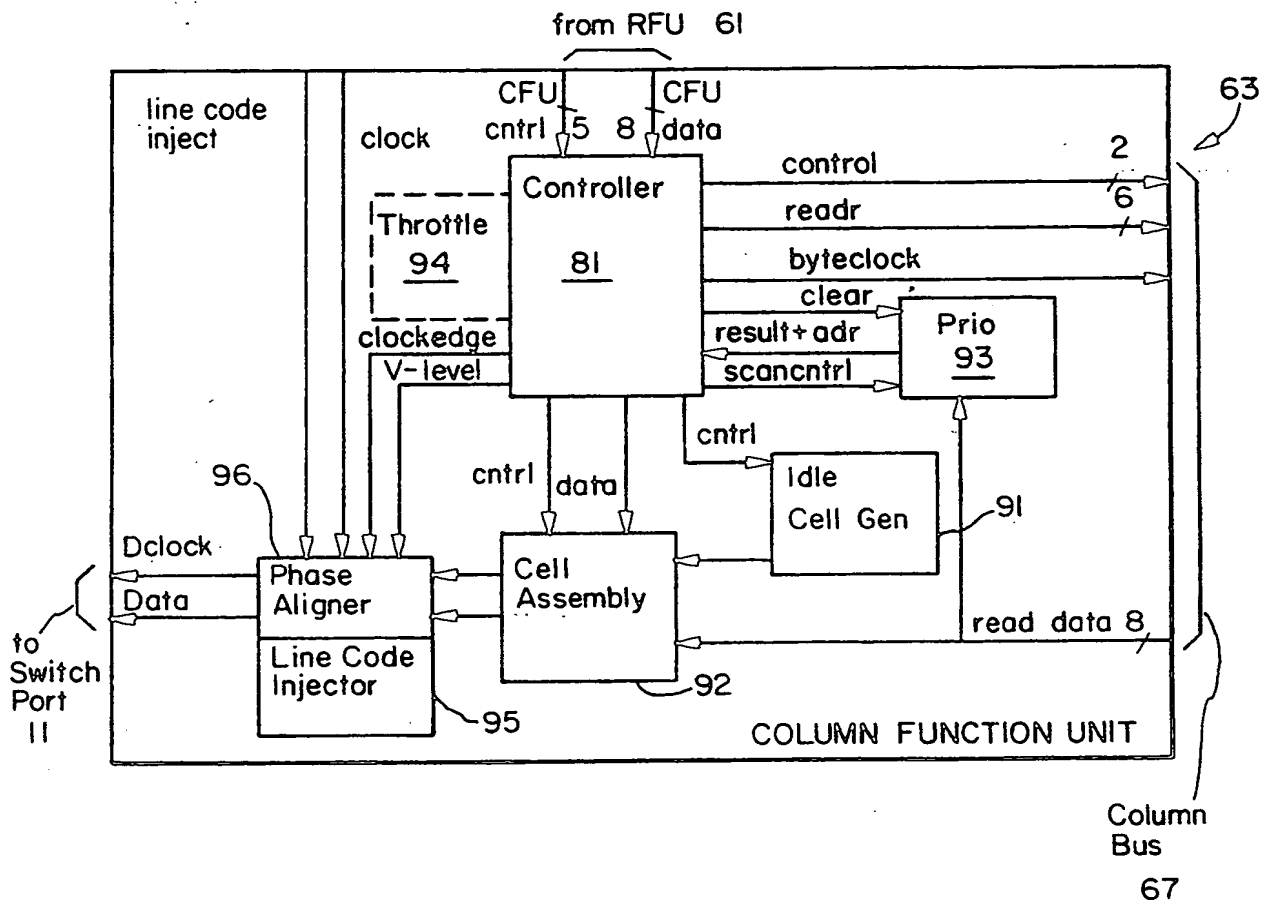 from RFU 61
line code
inject
clock
CFU
cntrl 5
CFU
8 data
63
Controller
81
Throttle
94
control
2
readr
6
byteclock
clear
result+adr
scancntrl
Prio
93
clockedge
V-level
cntrl
data
cntrl
Idle
Cell Gen
91
96
Dclock
Data
Phase
Aligner
Cell
Assembly
92
read data 8
Line Code
Injector
95
to
Switch
Port
11
COLUMN FUNCTION UNIT
Column
Bus
67